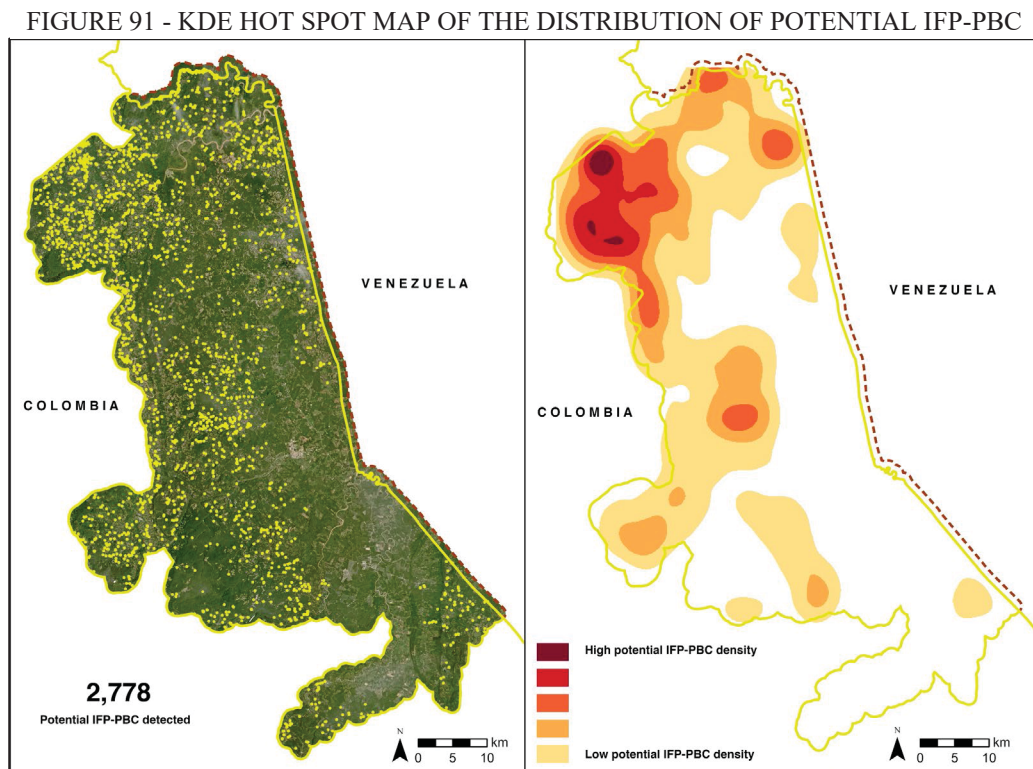 FIGURE 91 - KDE HOT SPOT MAP OF THE DISTRIBUTION OF POTENTIAL IFP-PBC
VENEZUELA
COLOMBIA
2,778
Potential IFP-PBC detected
N
km
0 5 10
VENEZUELA
COLOMBIA
High potential IFP-PBC density
Low potential IFP-PBC density
N
km
0 5 10